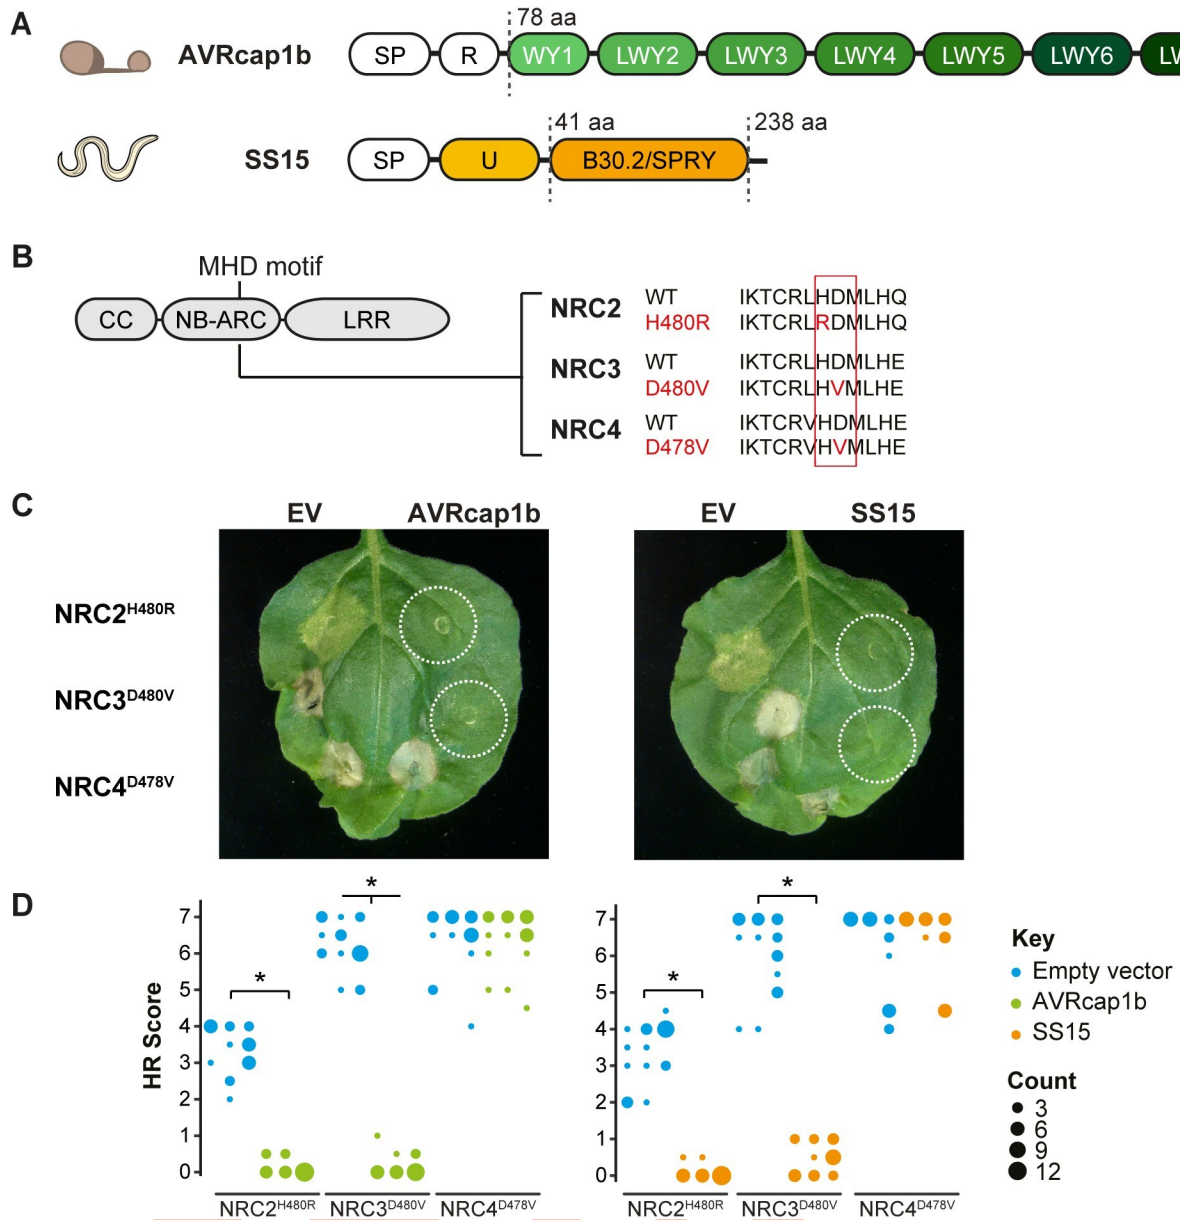 A
78 aa
AVRcap1b SP R WY1 LWY2 LWY3 LWY4 LWY5 LWY6
41 aa 238 aa
SS15 SP U B30.2/SPRY
B
MHD motif
CC NB-ARC LRR
NRC2 WT IKTCRLHDMLHQ
H480R IKTCRLRDMLHQ
NRC3 WT IKTCRLHDMLHE
D480V IKTCRLHVMLHE
NRC4 WT IKTCRVHDMLHE
D478V IKTCRVHVMLHE
C
EV AVRcap1b EV SS15
NRC2H480R
NRC3D480V
NRC4D478V
D
HR Score
7
6
5
4
3
2
1
0
* *
NRC2H480R NRC3D480V NRC4D478V
7
6
5
4
3
2
1
0
* *
NRC2H480R NRC3D480V NRC4D478V
Key
Empty vector
AVRcap1b
SS15
Count
3
6
9
12